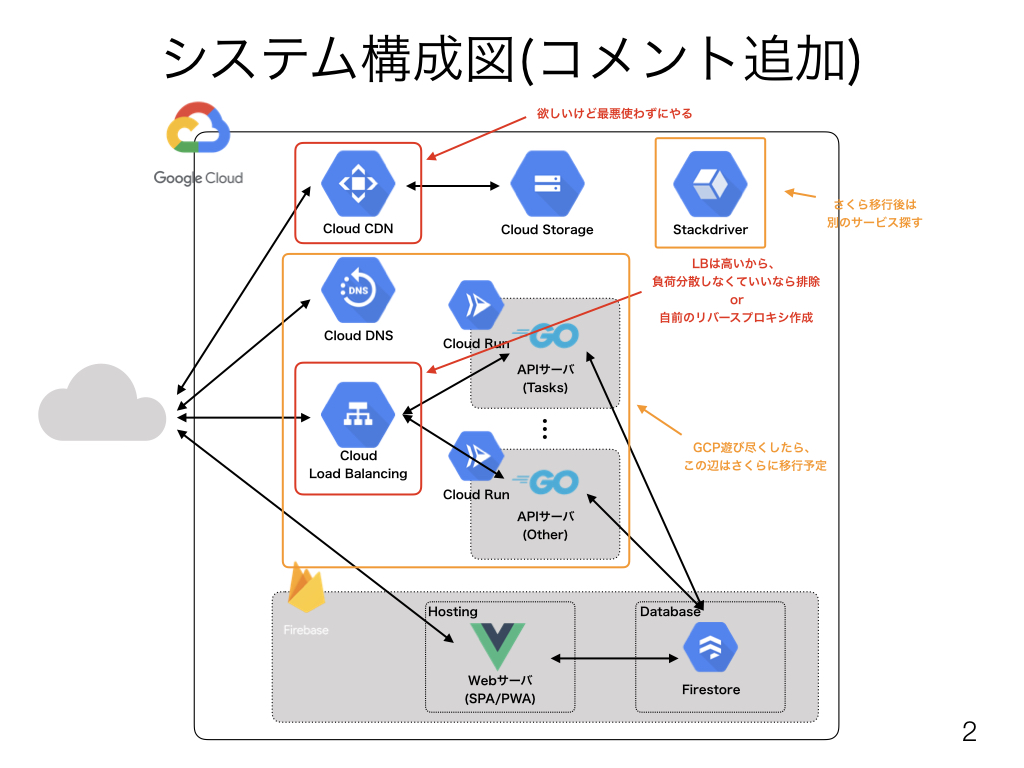 システム構成図(コメント追加)
Google Cloud
欲しいけど最悪使わずにやる
Cloud CDN
Cloud Storage
Stackdriver
さくら移行後は
別のサービス探す
DNS
Cloud DNS
LBは高いから、
負荷分散しなくていいなら排除
or
自前のリバースプロキシ作成
Cloud Run
GO
APIサーバ
(Tasks)
Cloud
Load Balancing
GCP遊び尽くしたら、
この辺はさくらに移行予定
Cloud Run
GO
APIサーバ
(Other)
Firebase
Hosting
Webサーバ
(SPA/PWA)
Database
Firestore
2